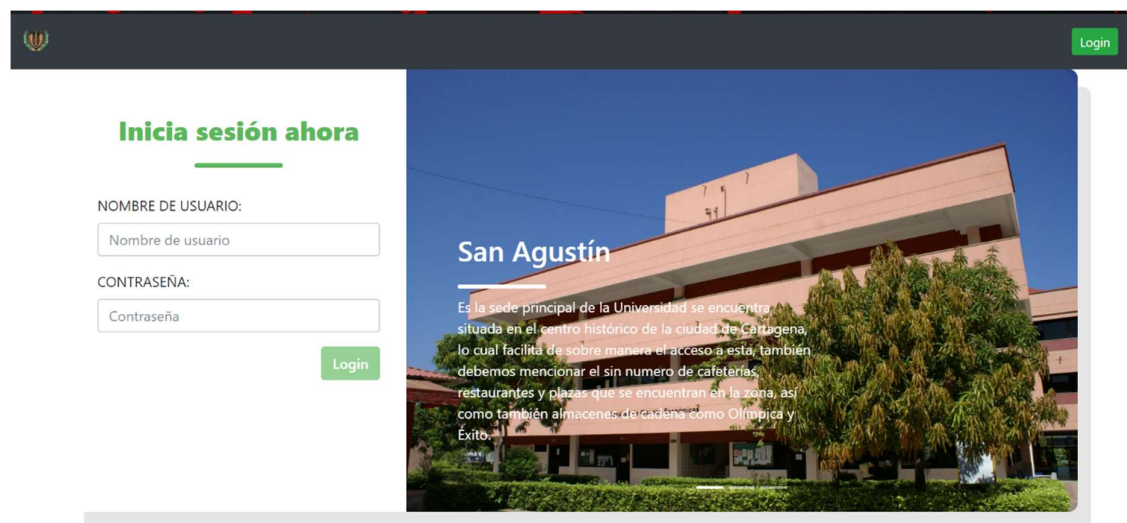 Login
Inicia sesión ahora
NOMBRE DE USUARIO:
Nombre de usuario
CONTRASEÑA:
Contraseña
Login
San Agustín
Es la sede principal de la Universidad se encuentra
situada en el centro histórico de la ciudad de Cartagena,
lo cual facilita de sobre manera el acceso a esta, también
debemos mencionar el sin numero de cafeterías,
restaurantes y plazas que se encuentran en la zona, así
como también almacenes de cadena como Olímpica y
Éxito.